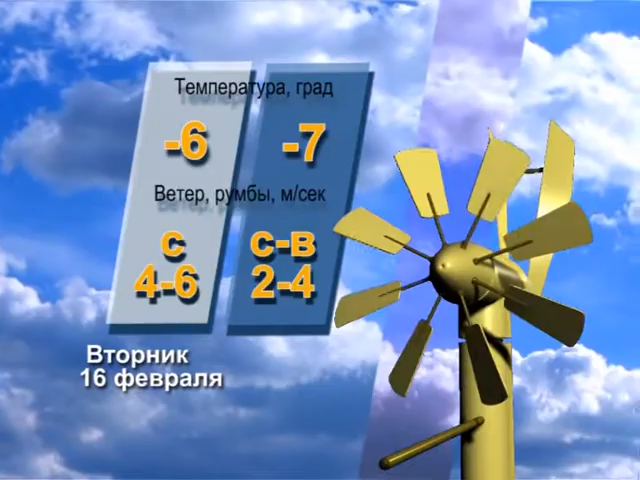 Температура, град
-6 -7
Ветер, румбы, м/сек
с с-в
4-6 2-4
Вторник
16 февраля